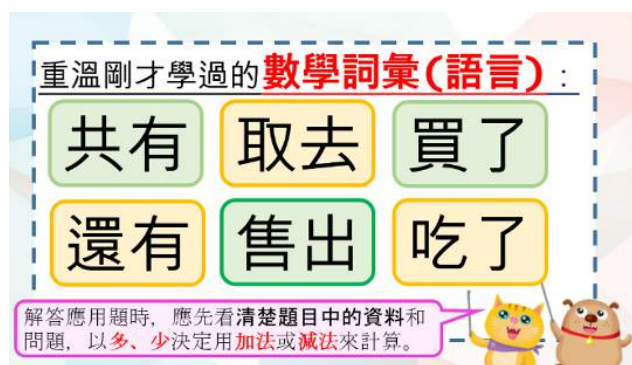 重溫剛才學過的數學詞彙(語言)：
共有 取去 買了
還有 售出 吃了
解答應用題時，應先看清楚題目中的資料和
問題，以多、少決定用加法或減法來計算。